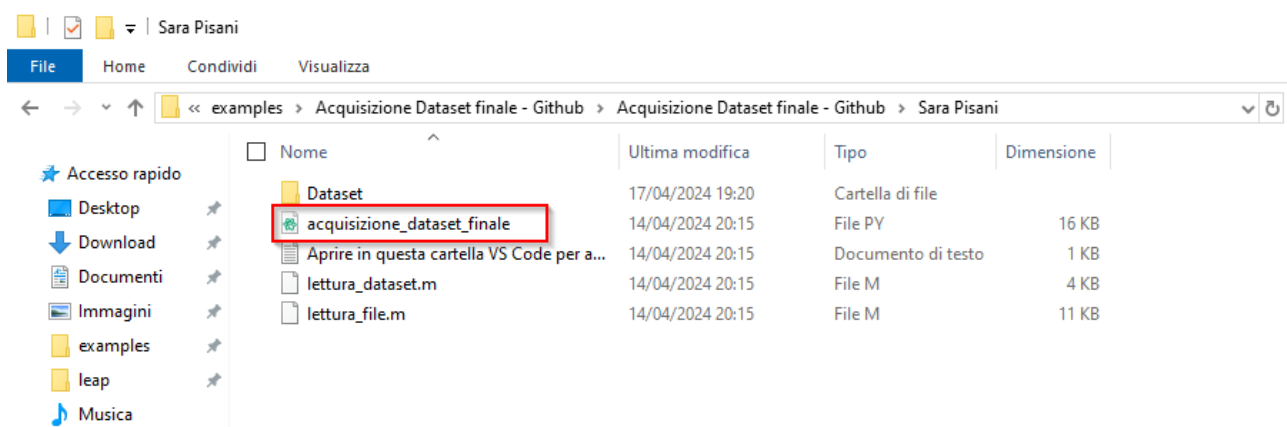 Sara Pisani
File Home Condividi Visualizza
« examples > Acquisizione Dataset finale - Github > Acquisizione Dataset finale - Github > Sara Pisani
Nome Ultima modifica Tipo Dimensione
Accesso rapido
Desktop
Download
Documenti
Immagini
examples
leap
Musica
Dataset 17/04/2024 19:20 Cartella di file
acquisizione_dataset_finale 14/04/2024 20:15 File PY 16 KB
Aprire in questa cartella VS Code per a... 14/04/2024 20:15 Documento di testo 1 KB
lettura_dataset.m 14/04/2024 20:15 File M 4 KB
lettura_file.m 14/04/2024 20:15 File M 11 KB